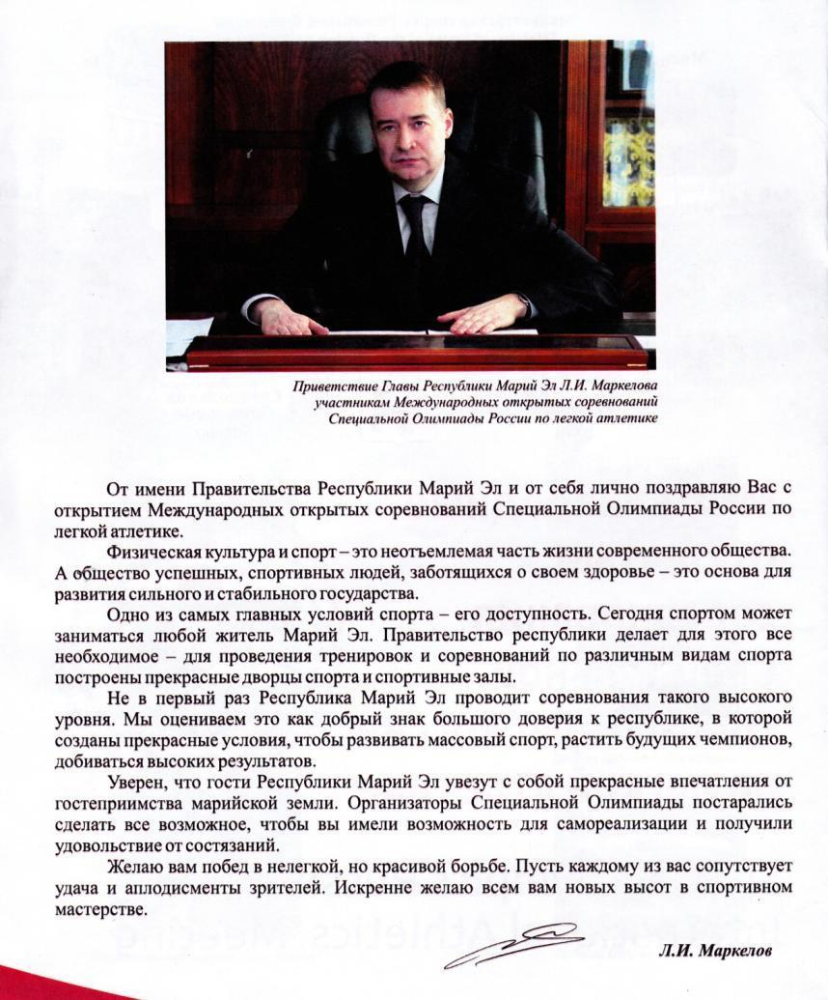 Приветствие Главы Республики Марий Эл Л.И. Маркелова
участникам Международных открытых соревнований
Специальной Олимпиады России по легкой атлетике
От имени Правительства Республики Марий Эл и от себя лично поздравляю Вас с
открытием Международных открытых соревнований Специальной Олимпиады России по
легкой атлетике.
Физическая культура и спорт – это неотъемлемая часть жизни современного общества.
А общество успешных, спортивных людей, заботящихся о своем здоровье – это основа для
развития сильного и стабильного государства.
Одно из самых главных условий спорта – его доступность. Сегодня спортом может
заниматься любой житель Марий Эл. Правительство республики делает для этого все
необходимое – для проведения тренировок и соревнований по различным видам спорта
построены прекрасные дворцы спорта и спортивные залы.
Не в первый раз Республика Марий Эл проводит соревнования такого высокого
уровня. Мы оцениваем это как добрый знак большого доверия к республике, в которой
созданы прекрасные условия, чтобы развивать массовый спорт, растить будущих чемпионов,
добиваться высоких результатов.
Уверен, что гости Республики Марий Эл увезут с собой прекрасные впечатления от
гостеприимства марийской земли. Организаторы Специальной Олимпиады постарались
сделать все возможное, чтобы вы имели возможность для самореализации и получили
удовольствие от состязаний.
Желаю вам побед в нелегкой, но красивой борьбе. Пусть каждому из вас сопутствует
удача и аплодисменты зрителей. Искренне желаю всем вам новых высот в спортивном
мастерстве.
Л.И. Маркелов